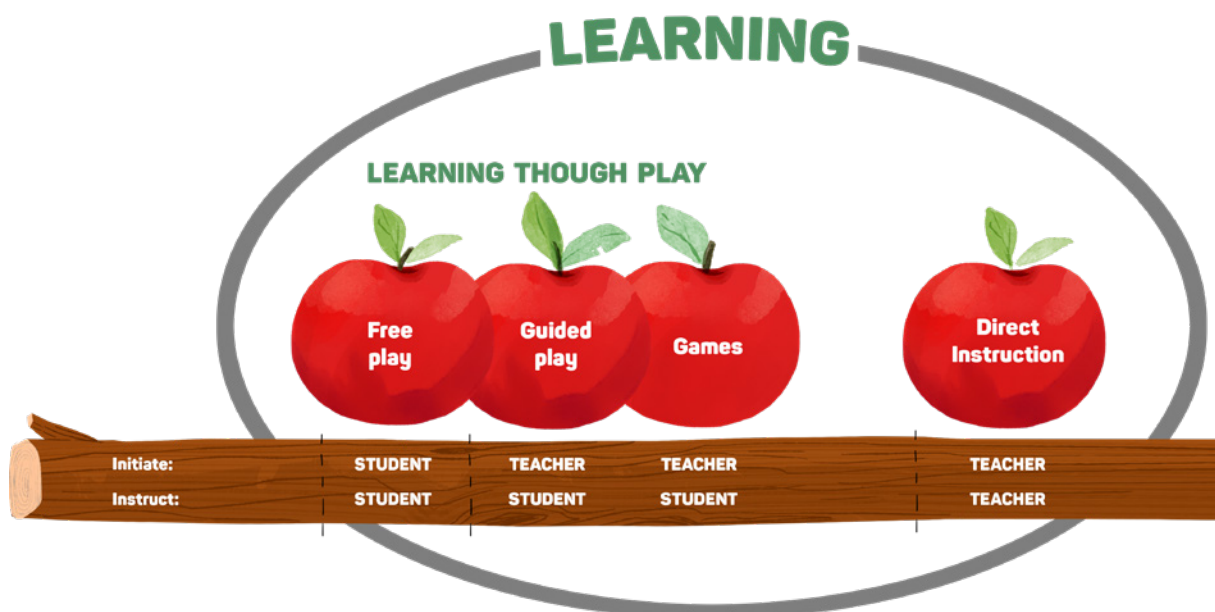 LEARNING
LEARNING THOUGH PLAY
Free
play
Guided
play
Games
Direct
Instruction
Initiate: STUDENT TEACHER TEACHER TEACHER
Instruct: STUDENT STUDENT STUDENT TEACHER